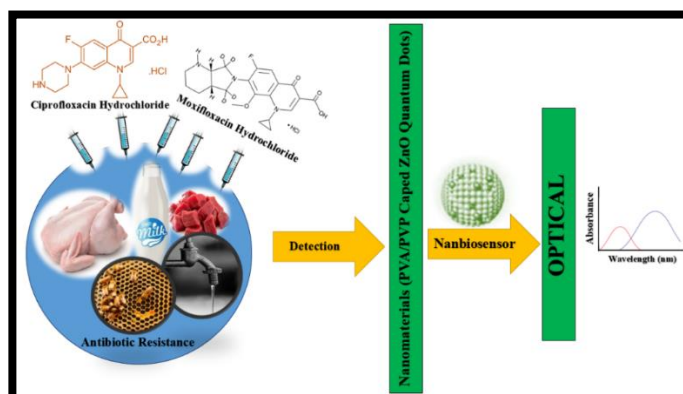 F
O
CO₂H
N
N
HN
.HCl
Ciprofloxacin Hydrochloride
Moxifloxacin Hydrochloride
milk
Antibiotic Resistance
Detection
Nanomaterials (PVA/PVP Caped ZnO Quantum Dots)
Nanbiosensor
OPTICAL
Absorbance
Wavelength (nm)